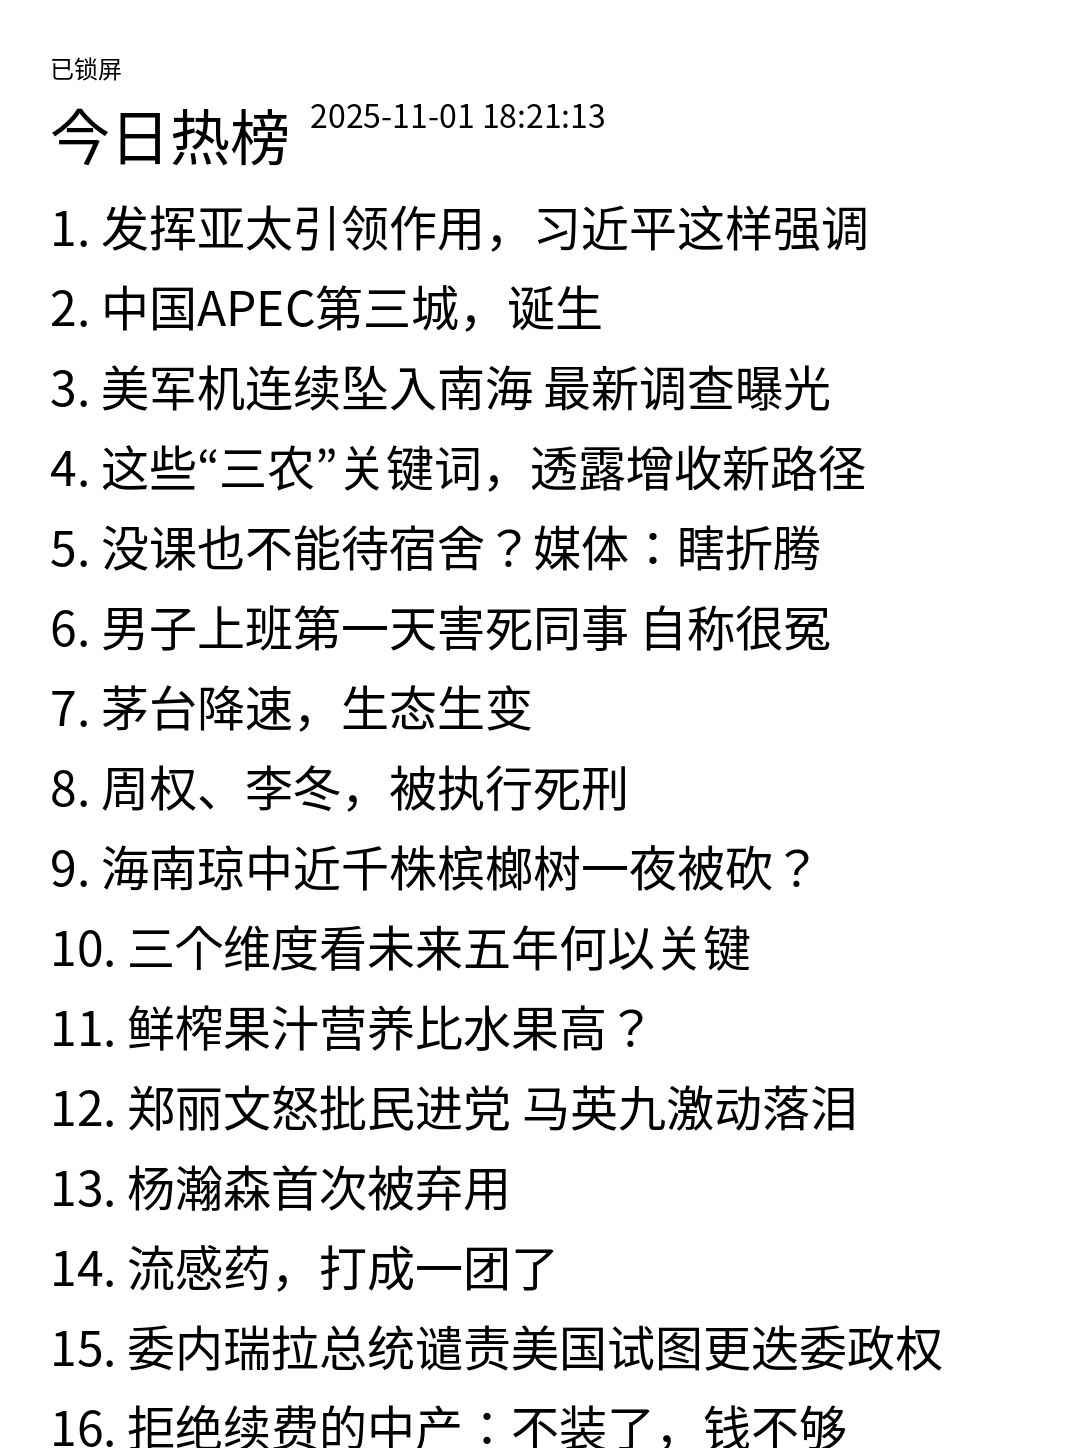 已锁屏
今日热榜 2025-11-01 18:21:13
1. 发挥亚太引领作用，习近平这样强调
2. 中国APEC第三城，诞生
3. 美军机连续坠入南海 最新调查曝光
4. 这些“三农”关键词，透露增收新路径
5. 没课也不能待宿舍？媒体：瞎折腾
6. 男子上班第一天害死同事 自称很冤
7. 茅台降速，生态生变
8. 周权、李冬，被执行死刑
9. 海南琼中近千株槟榔树一夜被砍？
10. 三个维度看未来五年何以关键
11. 鲜榨果汁营养比水果高？
12. 郑丽文怒批民进党 马英九激动落泪
13. 杨瀚森首次被弃用
14. 流感药，打成一团了
15. 委内瑞拉总统谴责美国试图更迭委政权
16. 拒绝续费的中产：不装了，钱不够